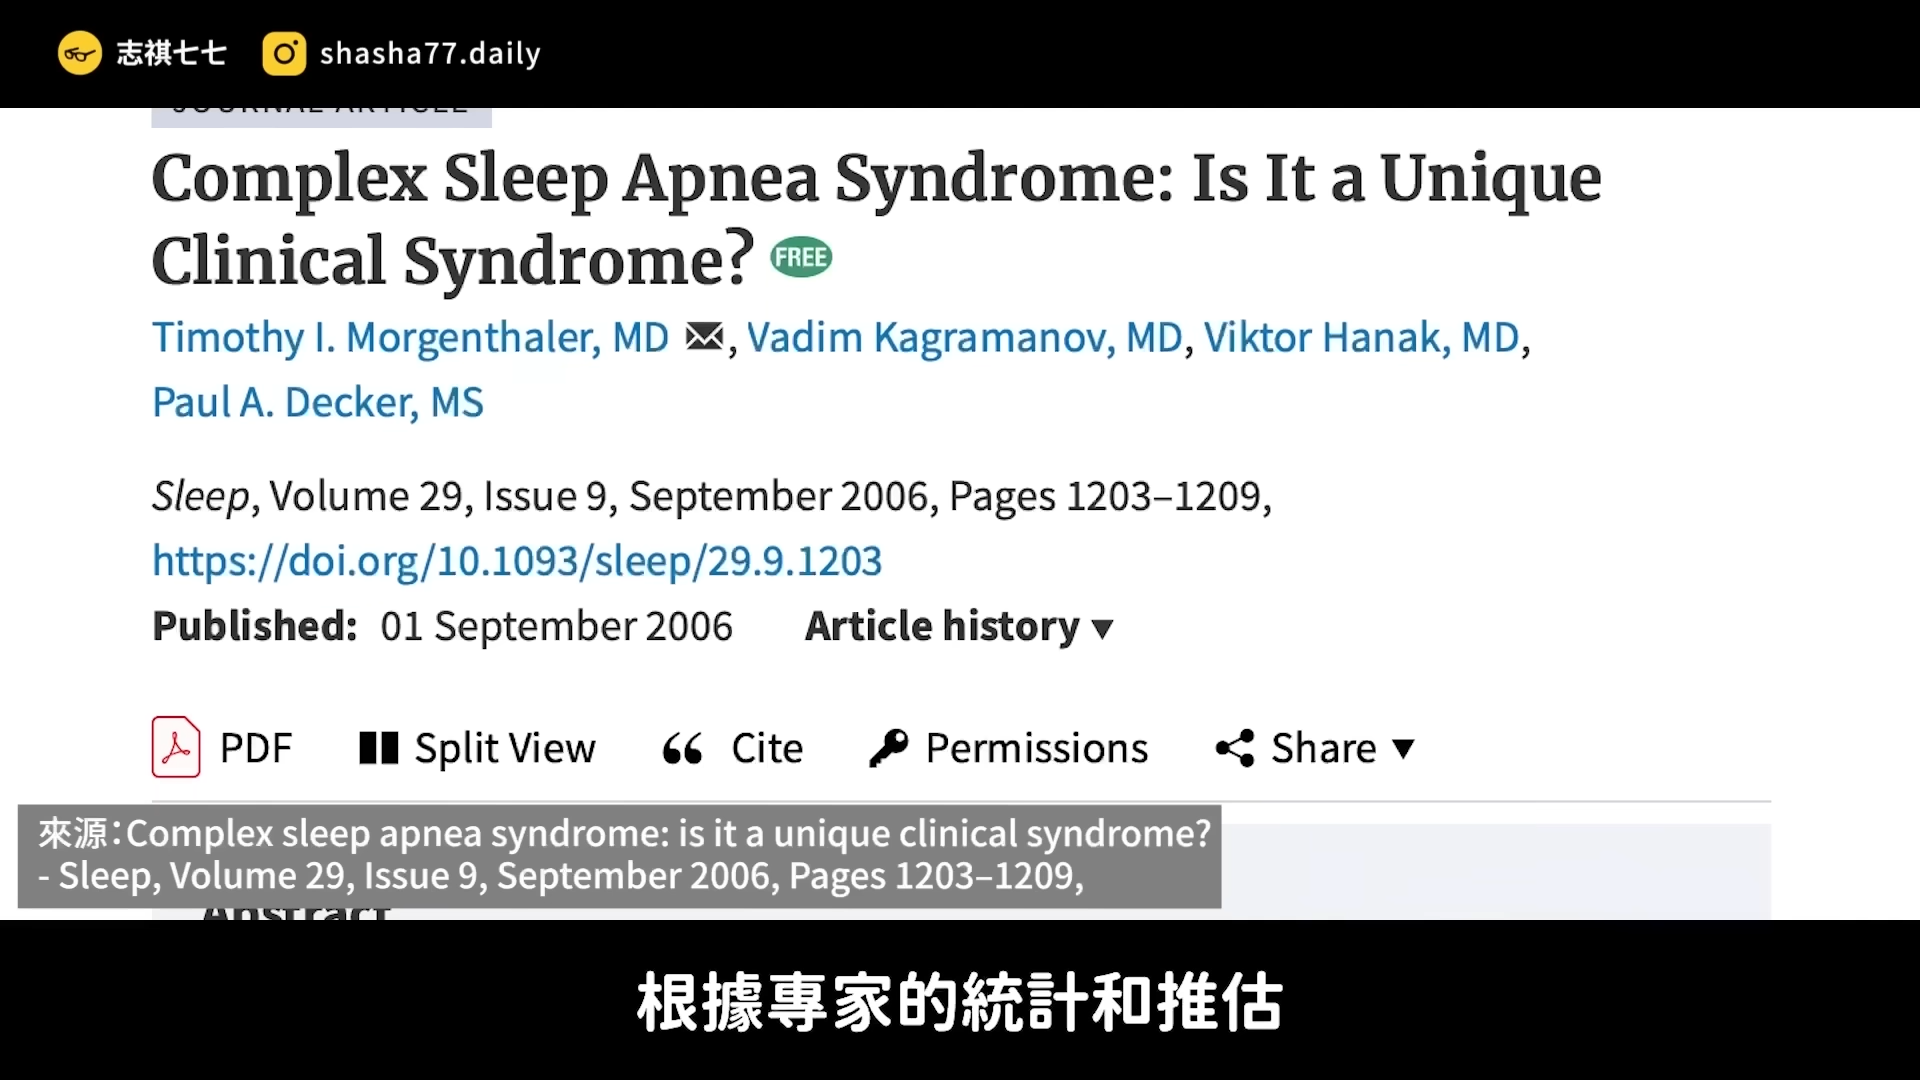 志祺七七 shasha77.daily
JOURNAL ARTICLE
Complex Sleep Apnea Syndrome: Is It a Unique
Clinical Syndrome? FREE
Timothy I. Morgenthaler, MD, Vadim Kagramanov, MD, Viktor Hanak, MD,
Paul A. Decker, MS
Sleep, Volume 29, Issue 9, September 2006, Pages 1203–1209,
https://doi.org/10.1093/sleep/29.9.1203
Published: 01 September 2006 Article history ▼
PDF Split View Cite Permissions Share ▼
來源:Complex sleep apnea syndrome: is it a unique clinical syndrome?
- Sleep, Volume 29, Issue 9, September 2006, Pages 1203–1209,
Abstract
根據專家的統計和推估